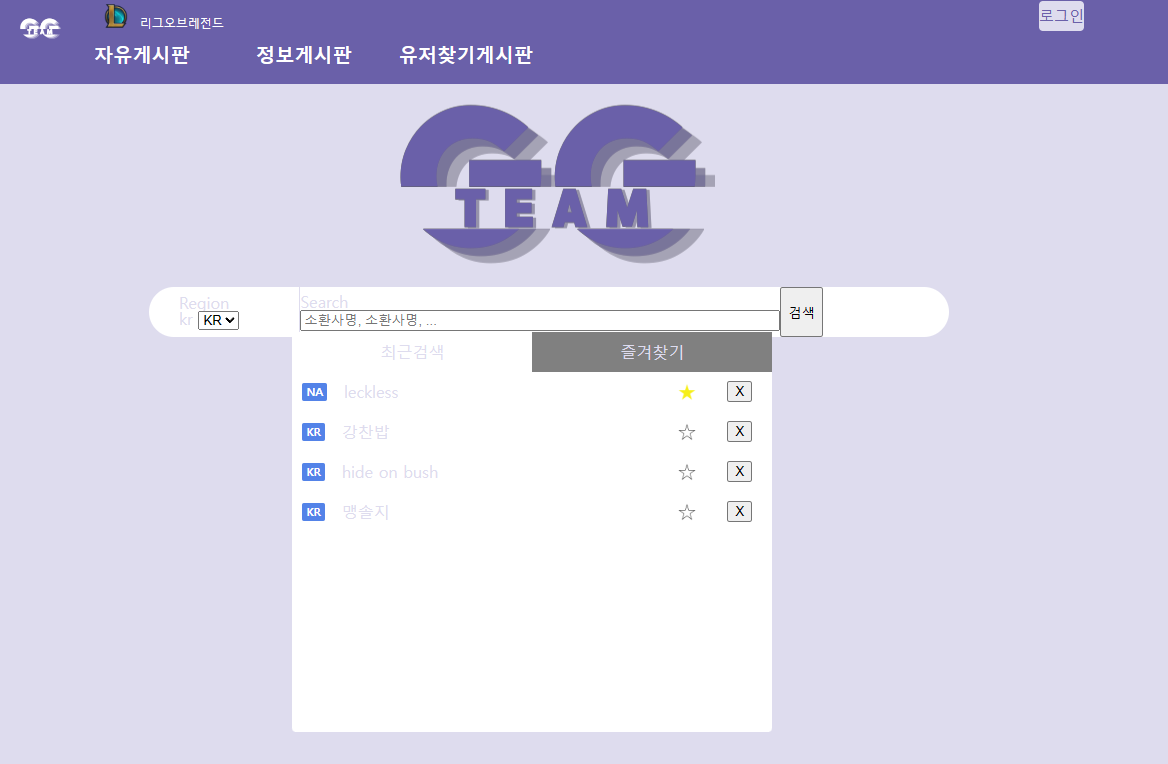 GG TEAM
리그오브레전드
로그인
자유게시판 정보게시판 유저찾기게시판
GG
TEAM
Region
kr KR
Search
소환사명, 소환사명, ...
검색
최근검색 즐겨찾기
NA leckless ★ X
KR 강찬밥 ☆ X
KR hide on bush ☆ X
KR 맹솔지 ☆ X